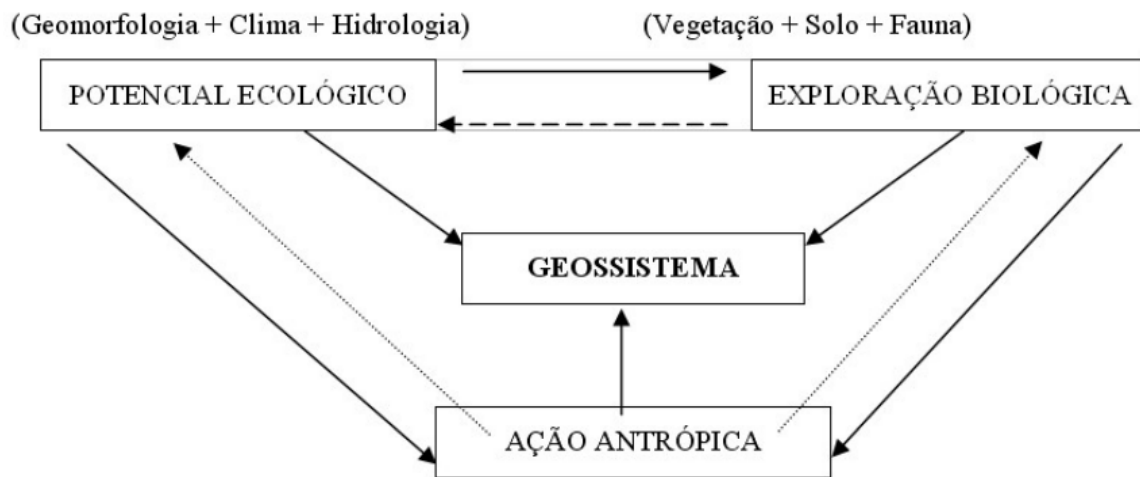 (Geomorfologia + Clima + Hidrologia)
(Vegetação + Solo + Fauna)
POTENCIAL ECOLÓGICO
EXPLORAÇÃO BIOLÓGICA
GEOSSISTEMA
AÇÃO ANTRÓPICA